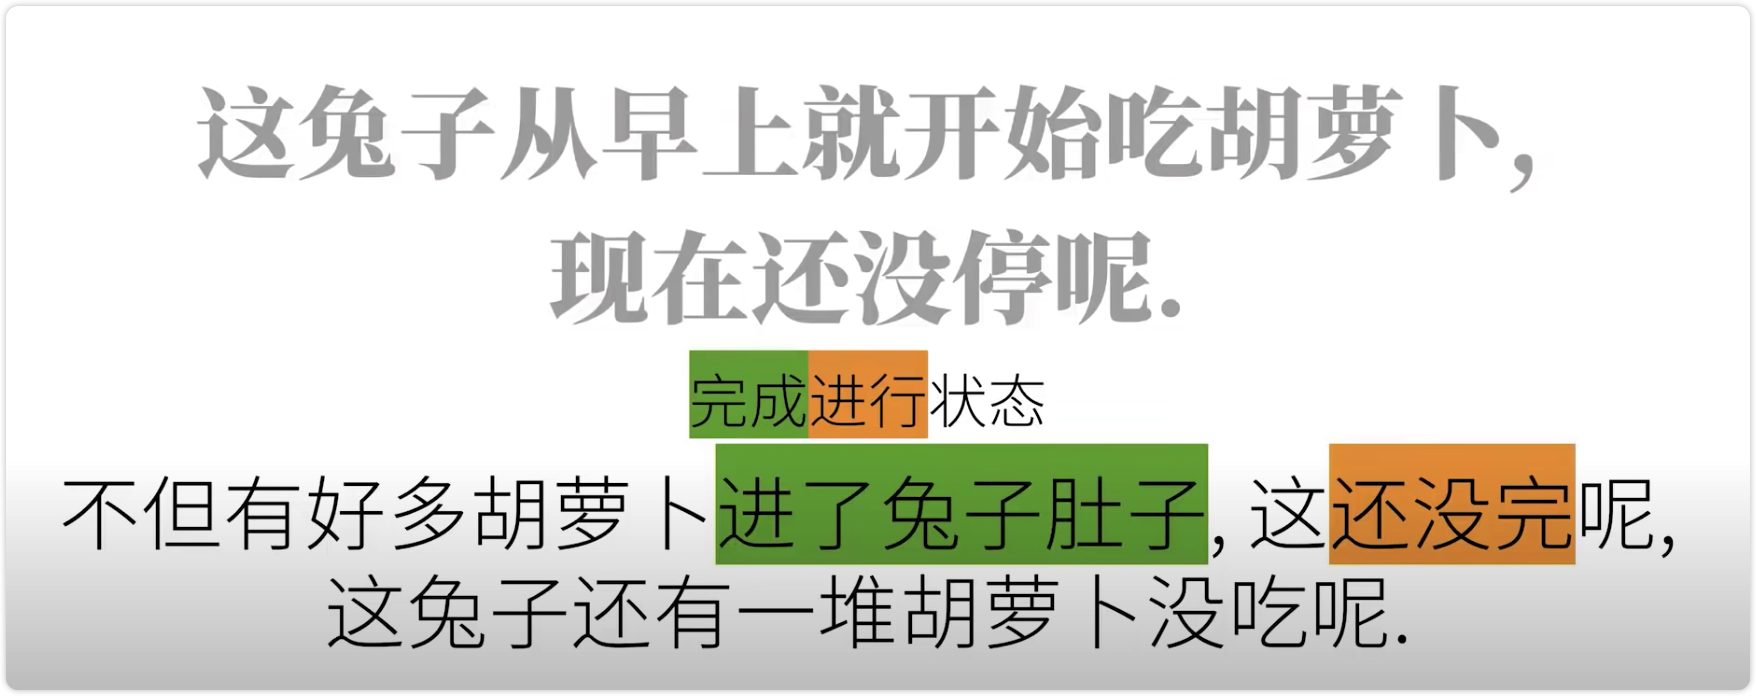 这兔子从早上就开始吃胡萝卜,
现在还没停呢.
完成进行状态
不但有好多胡萝卜进了兔子肚子, 这还没完呢,
这兔子还有一堆胡萝卜没吃呢.